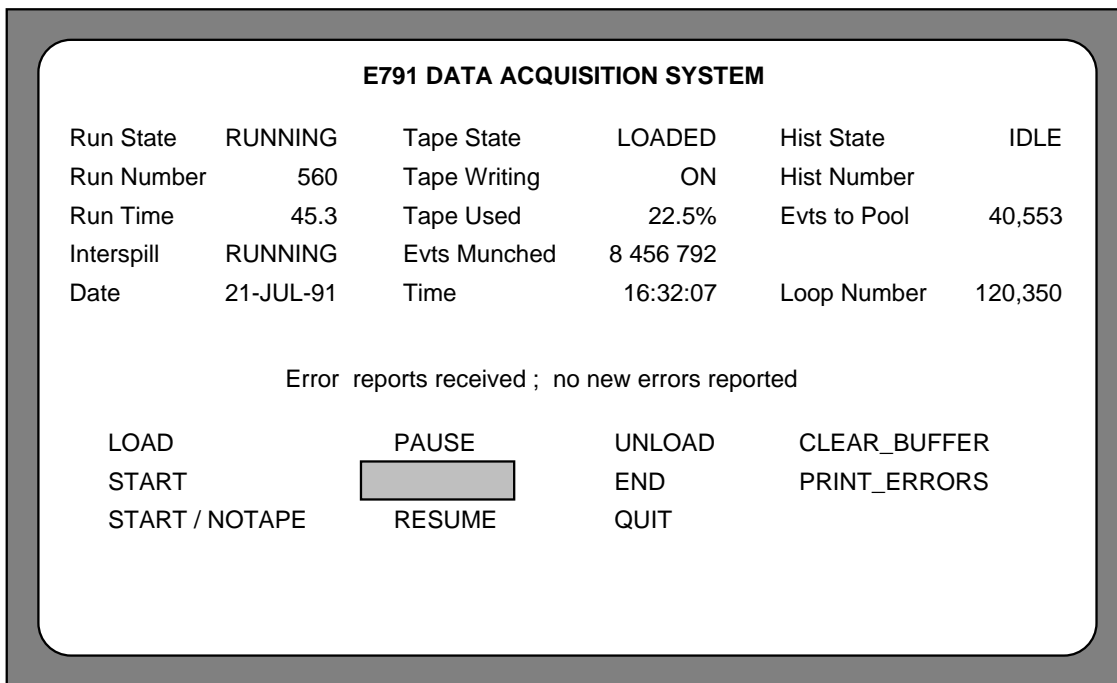 E791 DATA ACQUISITION SYSTEM
Run State RUNNING Tape State LOADED Hist State IDLE
Run Number 560 Tape Writing ON Hist Number
Run Time 45.3 Tape Used 22.5% Evts to Pool 40,553
Interspill RUNNING Evts Munched 8 456 792
Date 21-JUL-91 Time 16:32:07 Loop Number 120,350
Error reports received ; no new errors reported
LOAD PAUSE UNLOAD CLEAR_BUFFER
START END PRINT_ERRORS
START / NOTAPE RESUME QUIT